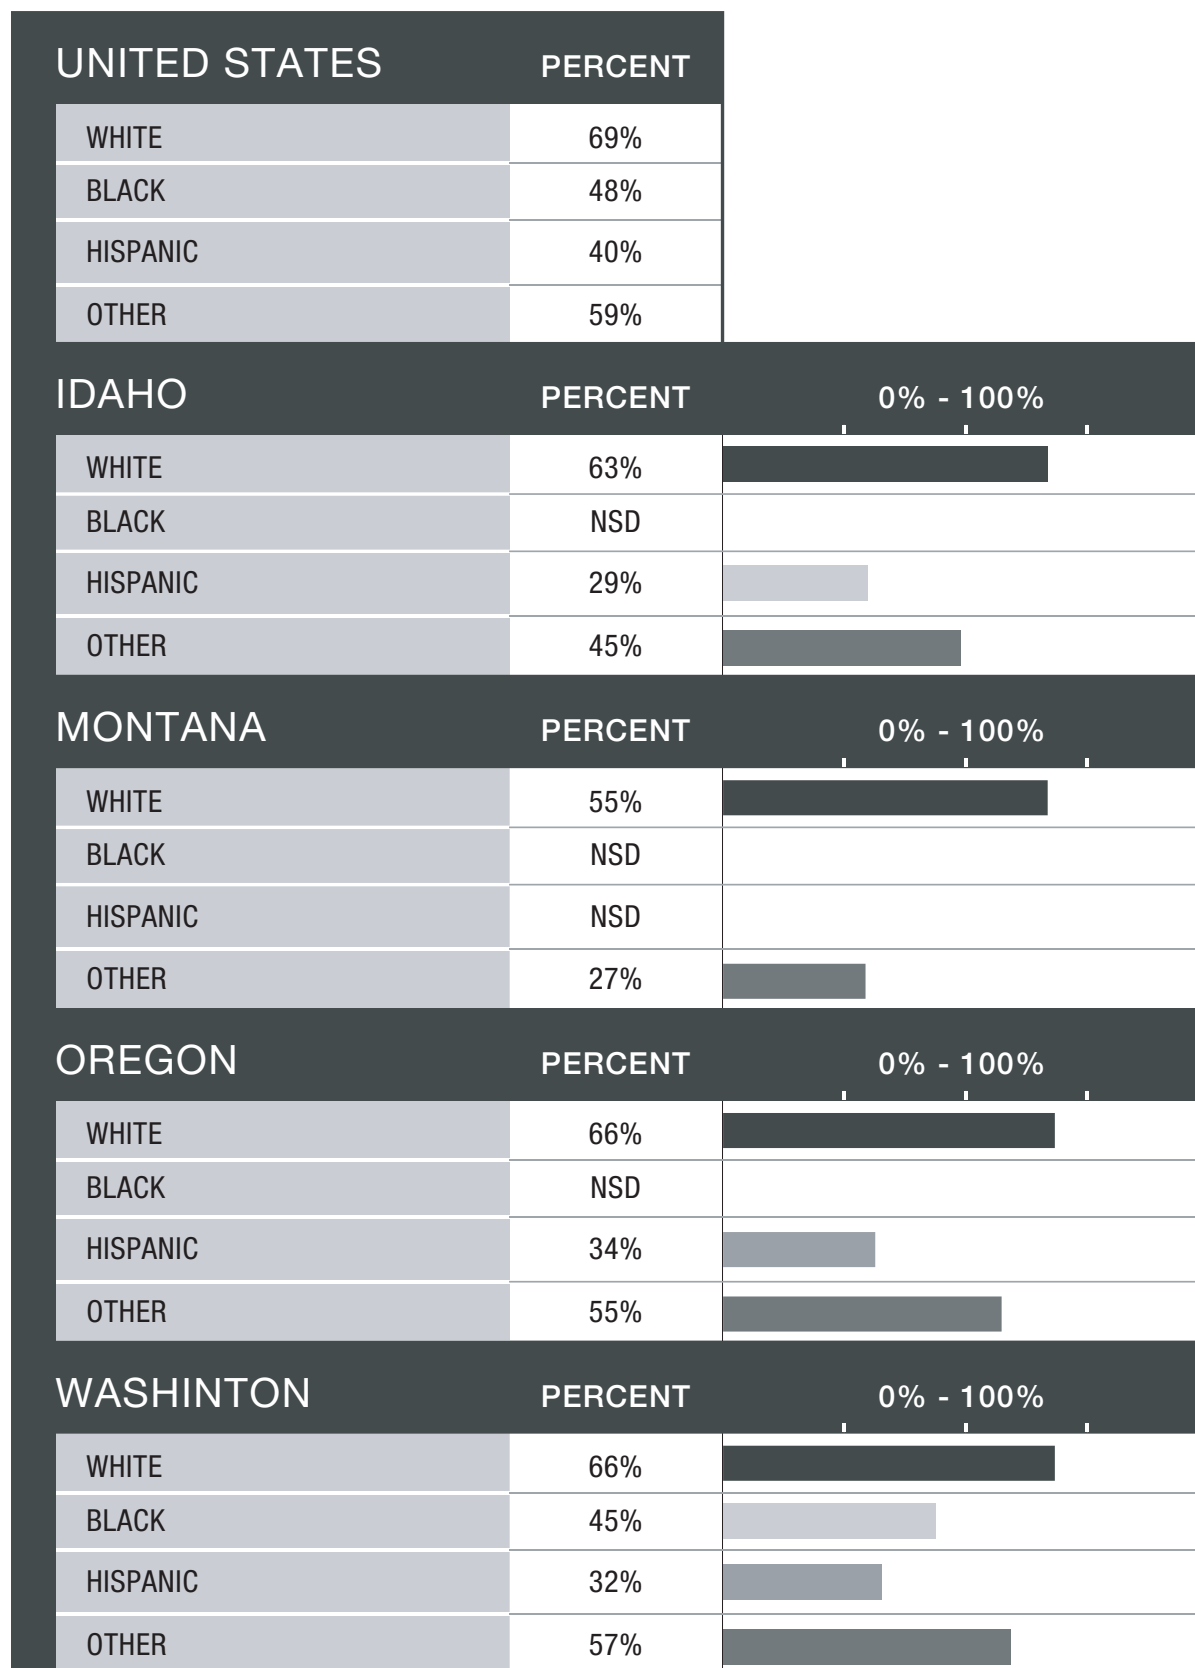 UNITED STATES PERCENT
WHITE 69%
BLACK 48%
HISPANIC 40%
OTHER 59%
IDAHO PERCENT 0% - 100%
WHITE 63%
BLACK NSD
HISPANIC 29%
OTHER 45%
MONTANA PERCENT 0% - 100%
WHITE 55%
BLACK NSD
HISPANIC NSD
OTHER 27%
OREGON PERCENT 0% - 100%
WHITE 66%
BLACK NSD
HISPANIC 34%
OTHER 55%
WASHINTON PERCENT 0% - 100%
WHITE 66%
BLACK 45%
HISPANIC 32%
OTHER 57%